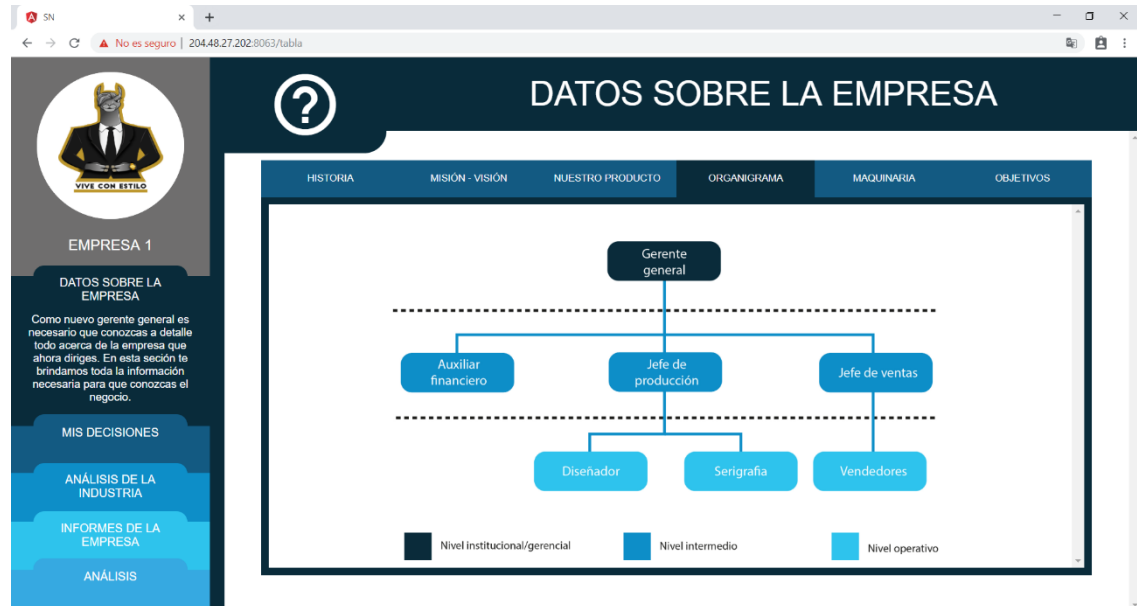 SN
No es seguro | 204.48.27.202:8063/tabla
VIVE CON ESTILO
EMPRESA 1
DATOS SOBRE LA
EMPRESA
Como nuevo gerente general es
necesario que conozcas a detalle
todo acerca de la empresa que
ahora diriges. En esta seción te
brindamos toda la información
necesaria para que conozcas el
negocio.
MIS DECISIONES
ANÁLISIS DE LA
INDUSTRIA
INFORMES DE LA
EMPRESA
ANÁLISIS
?
DATOS SOBRE LA EMPRESA
HISTORIA
MISIÓN - VISIÓN
NUESTRO PRODUCTO
ORGANIGRAMA
MAQUINARIA
OBJETIVOS
Gerente
general
Auxiliar
financiero
Jefe de
producción
Jefe de ventas
Diseñador
Serigrafia
Vendedores
Nivel institucional/gerencial
Nivel intermedio
Nivel operativo